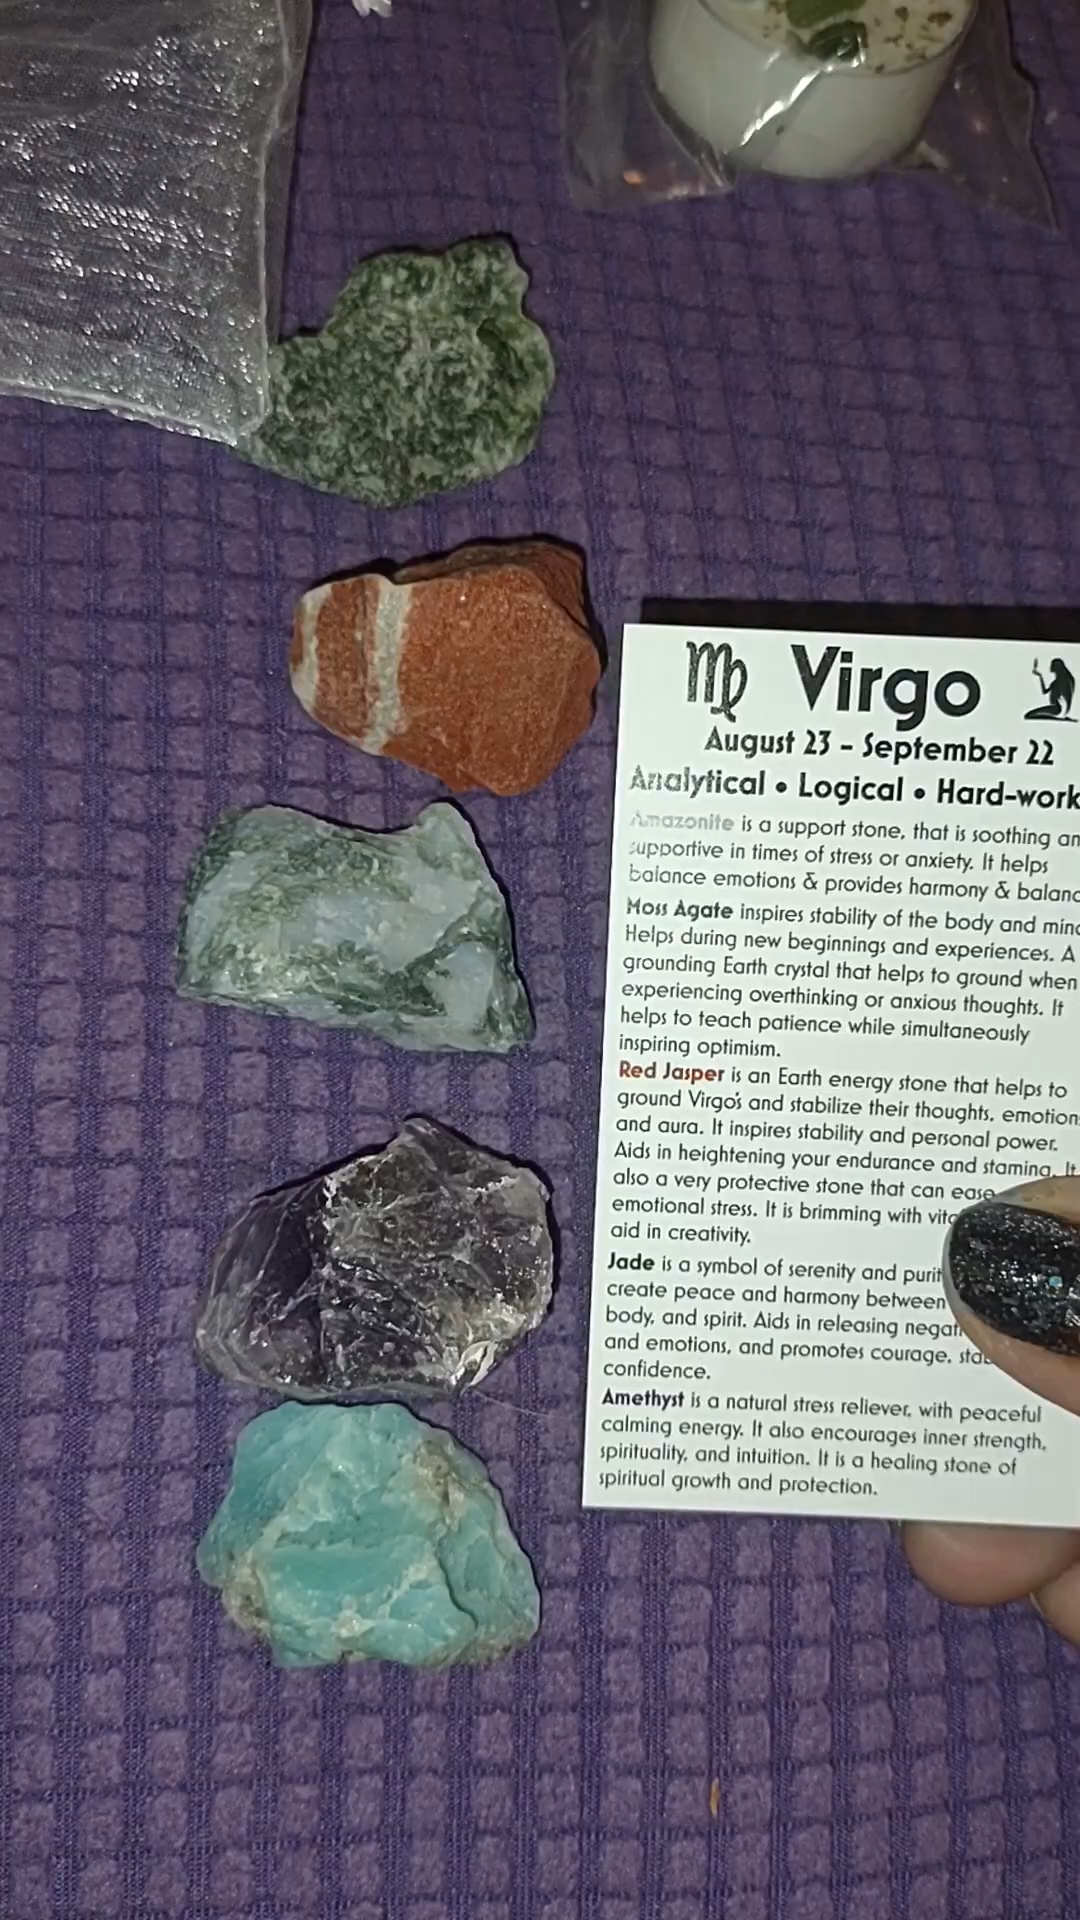 ♍ Virgo
August 23 - September 22
Analytical • Logical • Hard-work
Amazonite is a support stone, that is soothing an
supportive in times of stress or anxiety. It helps
balance emotions & provides harmony & balanc
Moss Agate inspires stability of the body and mind
Helps during new beginnings and experiences. A
grounding Earth crystal that helps to ground when
experiencing overthinking or anxious thoughts. It
helps to teach patience while simultaneously
inspiring optimism.
Red Jasper is an Earth energy stone that helps to
ground Virgo's and stabilize their thoughts, emotion
and aura. It inspires stability and personal power.
Aids in heightening your endurance and stamina. It
also a very protective stone that can ease
emotional stress. It is brimming with
aid in creativity.
Jade is a symbol of serenity and purit
create peace and harmony between
body, and spirit. Aids in releasing negati
and emotions, and promotes courage,
confidence.
Amethyst is a natural stress reliever, with peaceful
calming energy. It also encourages inner strength,
spirituality, and intuition. It is a healing stone of
spiritual growth and protection.